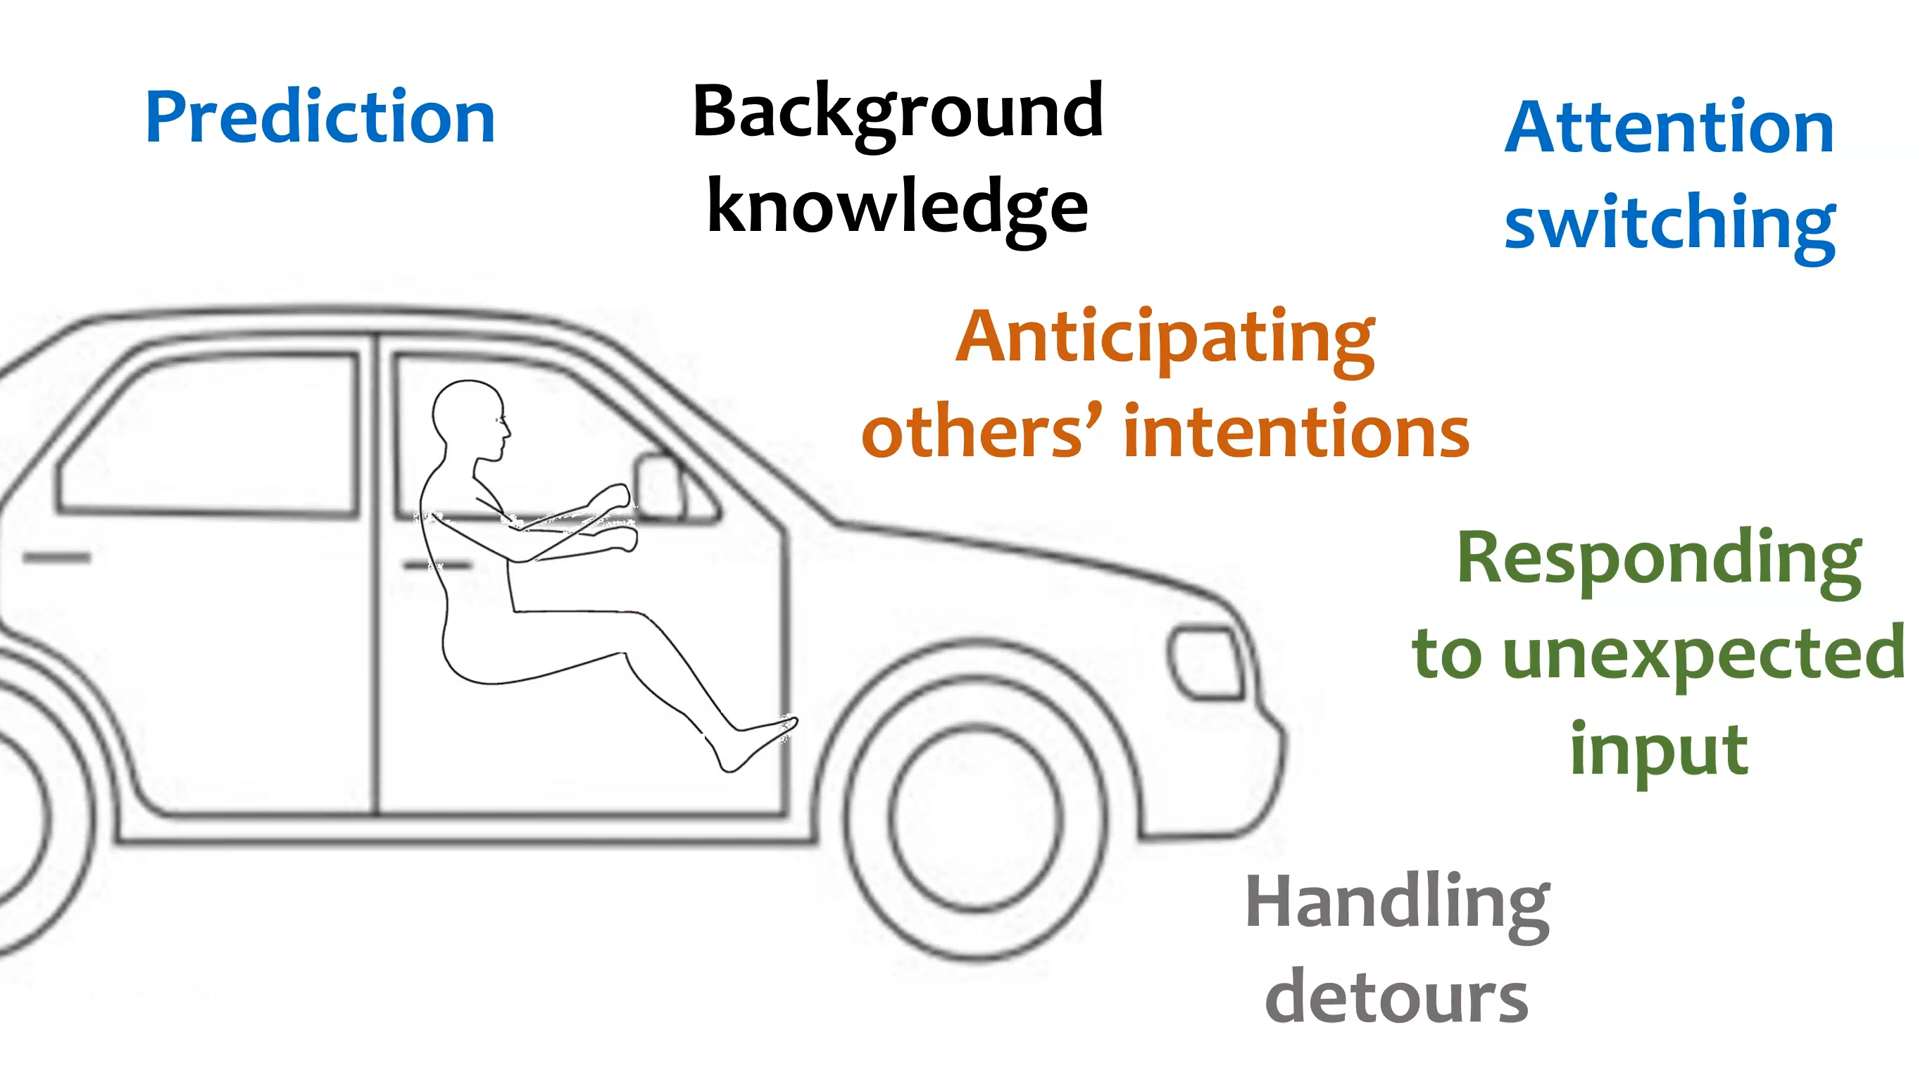 Prediction
Background
knowledge
Attention
switching
Anticipating
others’ intentions
Responding
to unexpected
input
Handling
detours